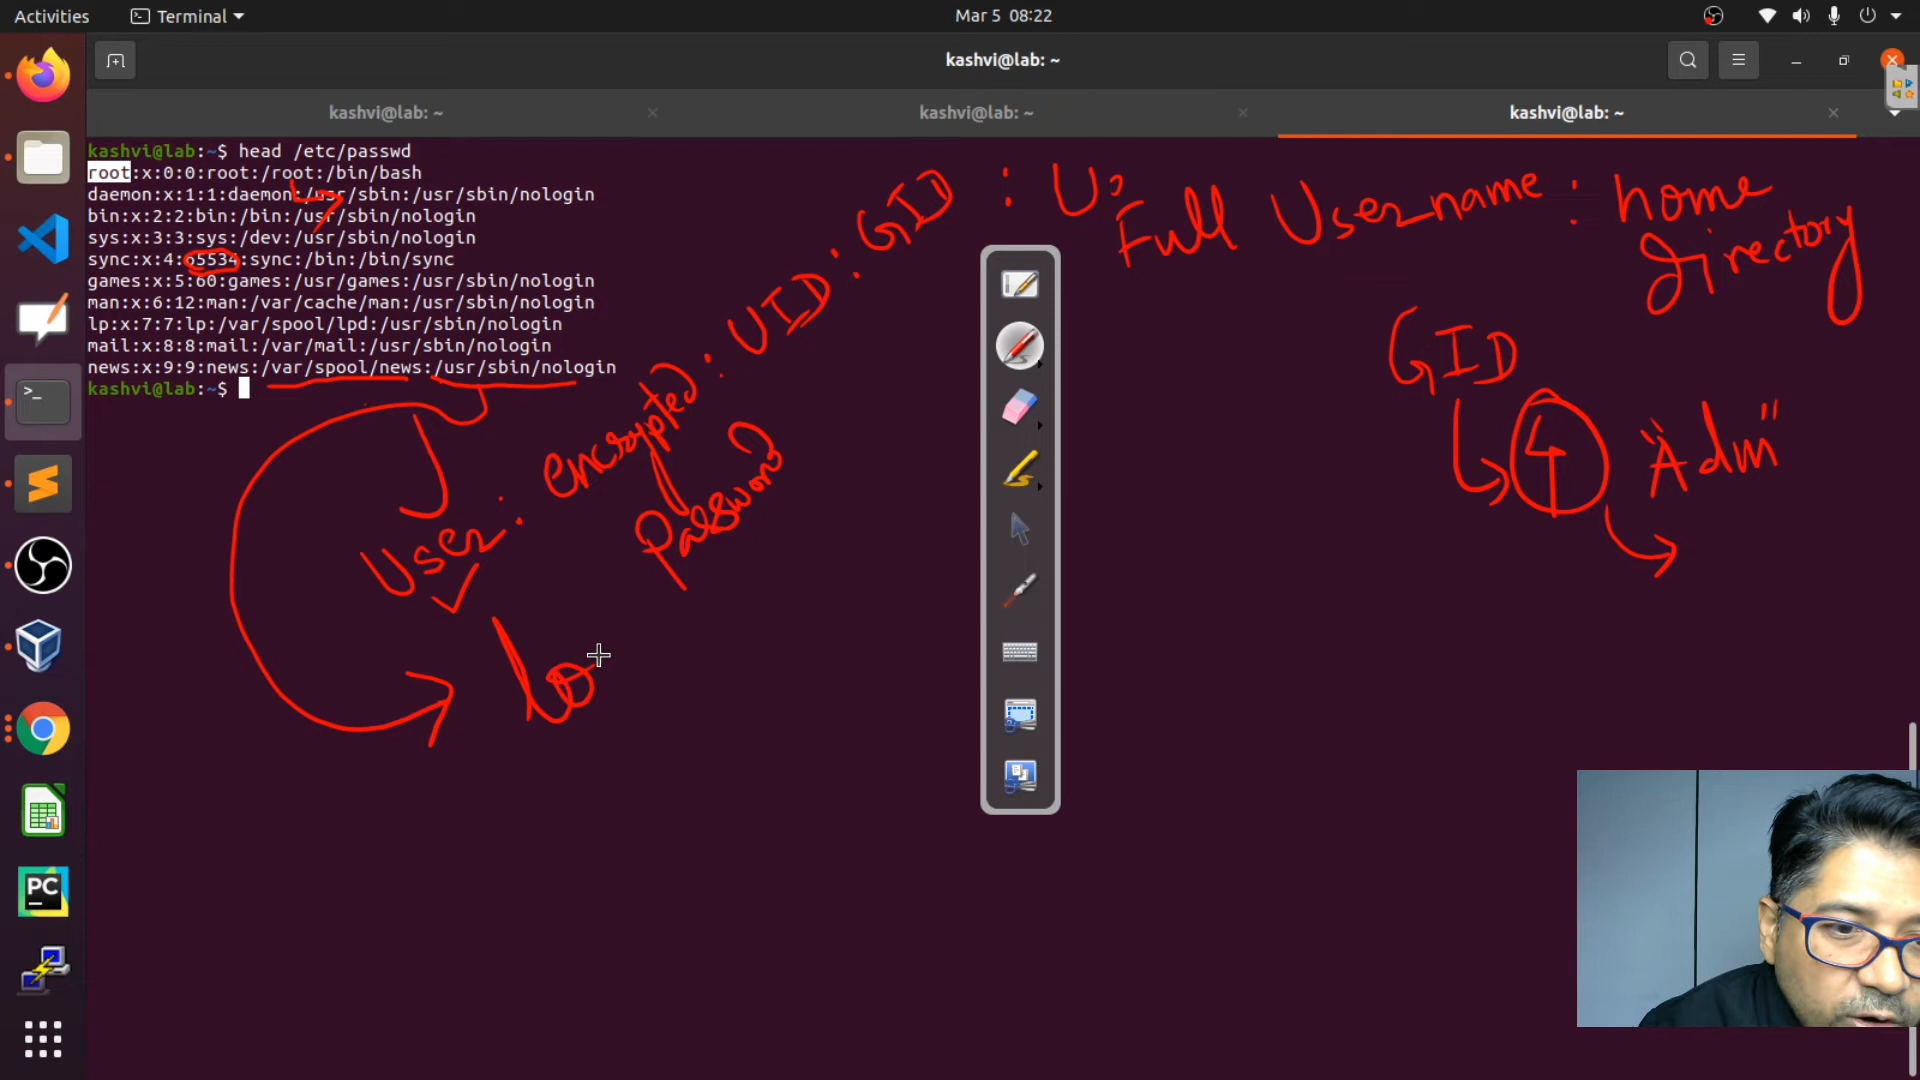 Activities
Terminal
Mar 5 08:22
kashvi@lab: ~
kashvi@lab: ~
kashvi@lab: ~
kashvi@lab: ~
kashvi@lab:~$ head /etc/passwd
root:x:0:0:root:/root:/bin/bash
daemon:x:1:1:daemon:/usr/sbin:/usr/sbin/nologin
bin:x:2:2:bin:/bin:/usr/sbin/nologin
sys:x:3:3:sys:/dev:/usr/sbin/nologin
sync:x:4:65534:sync:/bin:/bin/sync
games:x:5:60:games:/usr/games:/usr/sbin/nologin
man:x:6:12:man:/var/cache/man:/usr/sbin/nologin
lp:x:7:7:lp:/var/spool/lpd:/usr/sbin/nologin
mail:x:8:8:mail:/var/mail:/usr/sbin/nologin
news:x:9:9:news:/var/spool/news:/usr/sbin/nologin
kashvi@lab:~$
User : encrypted : UID : GID : Us
Password
Full Username : home
directory
GID
4 "Adm"
lo
PC